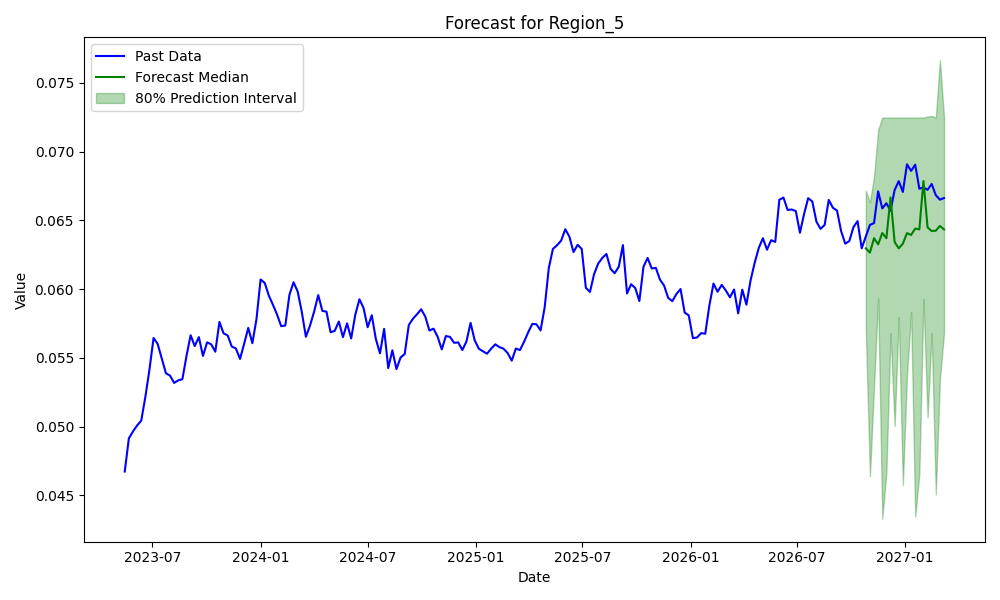 Forecast for Region_5
Past Data
Forecast Median
80% Prediction Interval
Value
0.075
0.070
0.065
0.060
0.055
0.050
0.045
2023-07
2024-01
2024-07
2025-01
2025-07
2026-01
2026-07
2027-01
Date